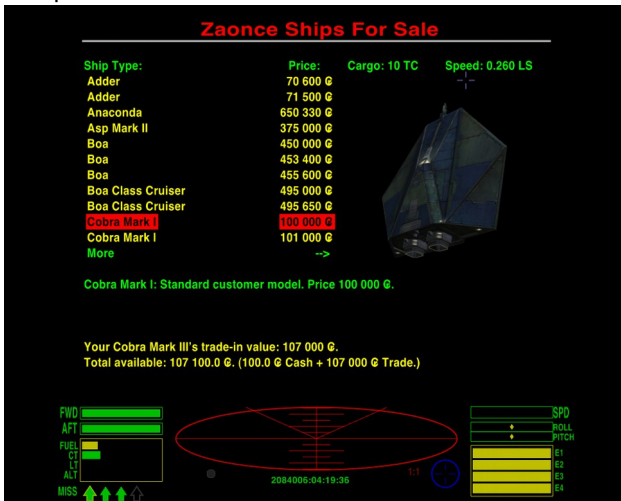 Zaonce Ships For Sale
Ship Type: Price: Cargo: 10 TC Speed: 0.260 LS
Adder 70 600 ₢
Adder 71 500 ₢
Anaconda 650 330 ₢
Asp Mark II 375 000 ₢
Boa 450 000 ₢
Boa 453 400 ₢
Boa 455 600 ₢
Boa Class Cruiser 495 000 ₢
Boa Class Cruiser 495 650 ₢
Cobra Mark I 100 000 ₢
Cobra Mark I 101 000 ₢
More -->
Cobra Mark I: Standard customer model. Price 100 000 ₢.
Your Cobra Mark III's trade-in value: 107 000 ₢.
Total available: 107 100.0 ₢. (100.0 ₢ Cash + 107 000 ₢ Trade.)
FWD SPD
AFT ROLL
PITCH
FUEL
CT E1
LT 1:1 E2
ALT 2084006:04:19:36 E3
MISS E4